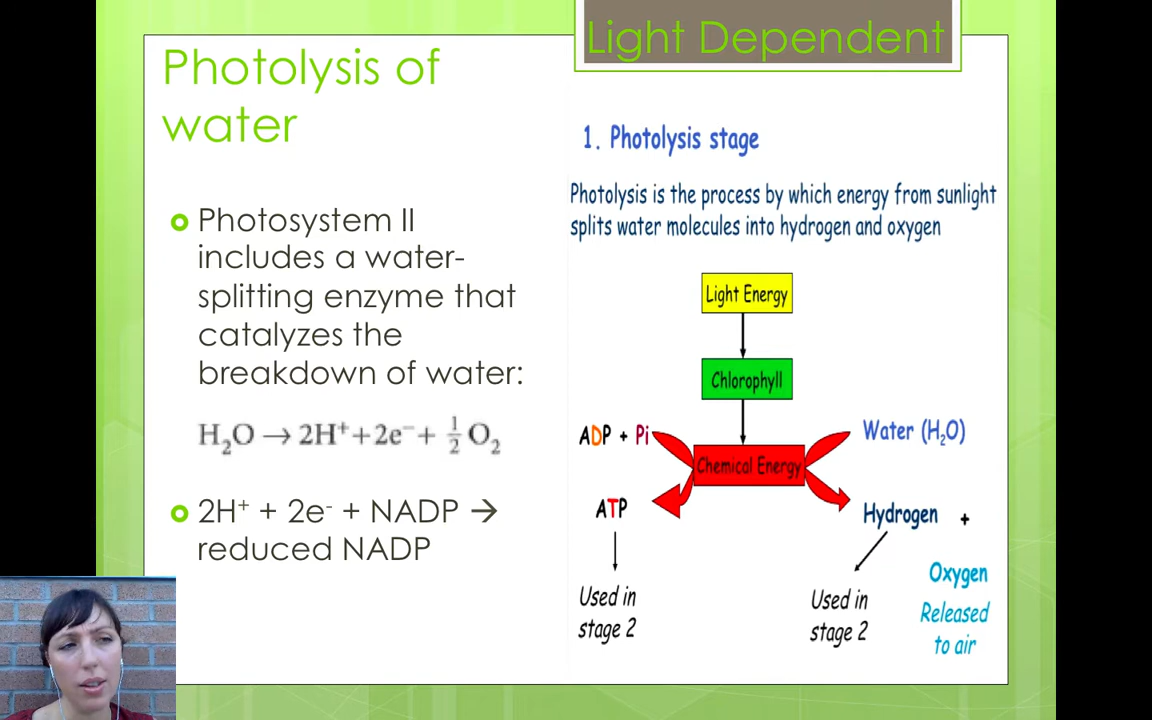 Light Dependent
Photolysis of
water
Photosystem II
includes a water-
splitting enzyme that
catalyzes the
breakdown of water:
H₂O → 2H⁺ + 2e⁻ + ½ O₂
2H⁺ + 2e⁻ + NADP →
reduced NADP
1. Photolysis stage
Photolysis is the process by which energy from sunlight
splits water molecules into hydrogen and oxygen
Light Energy
Chlorophyll
ADP + Pi
Chemical Energy
Water (H₂O)
ATP
Hydrogen +
Oxygen
Used in
stage 2
Used in
stage 2
Released
to air